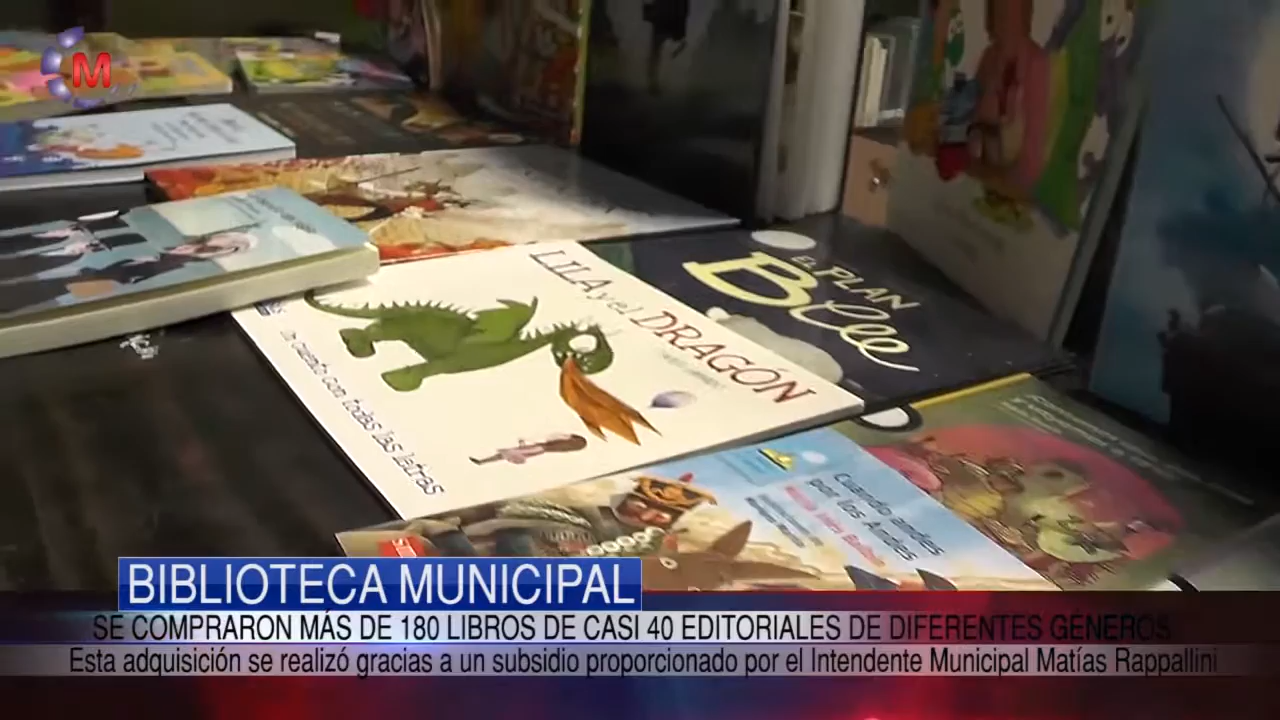 M
EL PLAN
Blee
LILA y el DRAGÓN
Un cuento con todas las letras
Cuando andes
por los Andes
BIBLIOTECA MUNICIPAL
SE COMPRARON MÁS DE 180 LIBROS DE CASI 40 EDITORIALES DE DIFERENTES GÉNEROS
Esta adquisición se realizó gracias a un subsidio proporcionado por el Intendente Municipal Matías Rappallini